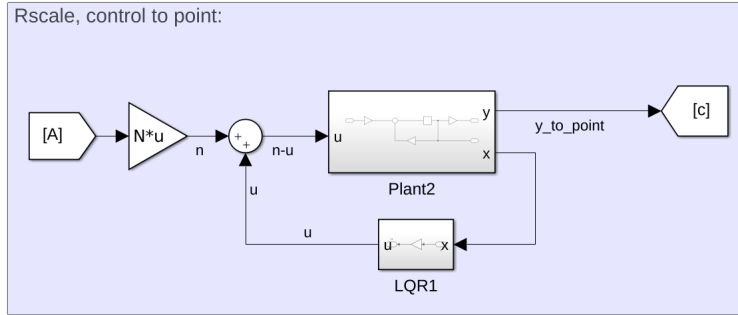 Rscale, control to point:
[A]
N*u
n
+
+
n-u
u
y
x
Plant2
y_to_point
[c]
u
u
u
x
LQR1